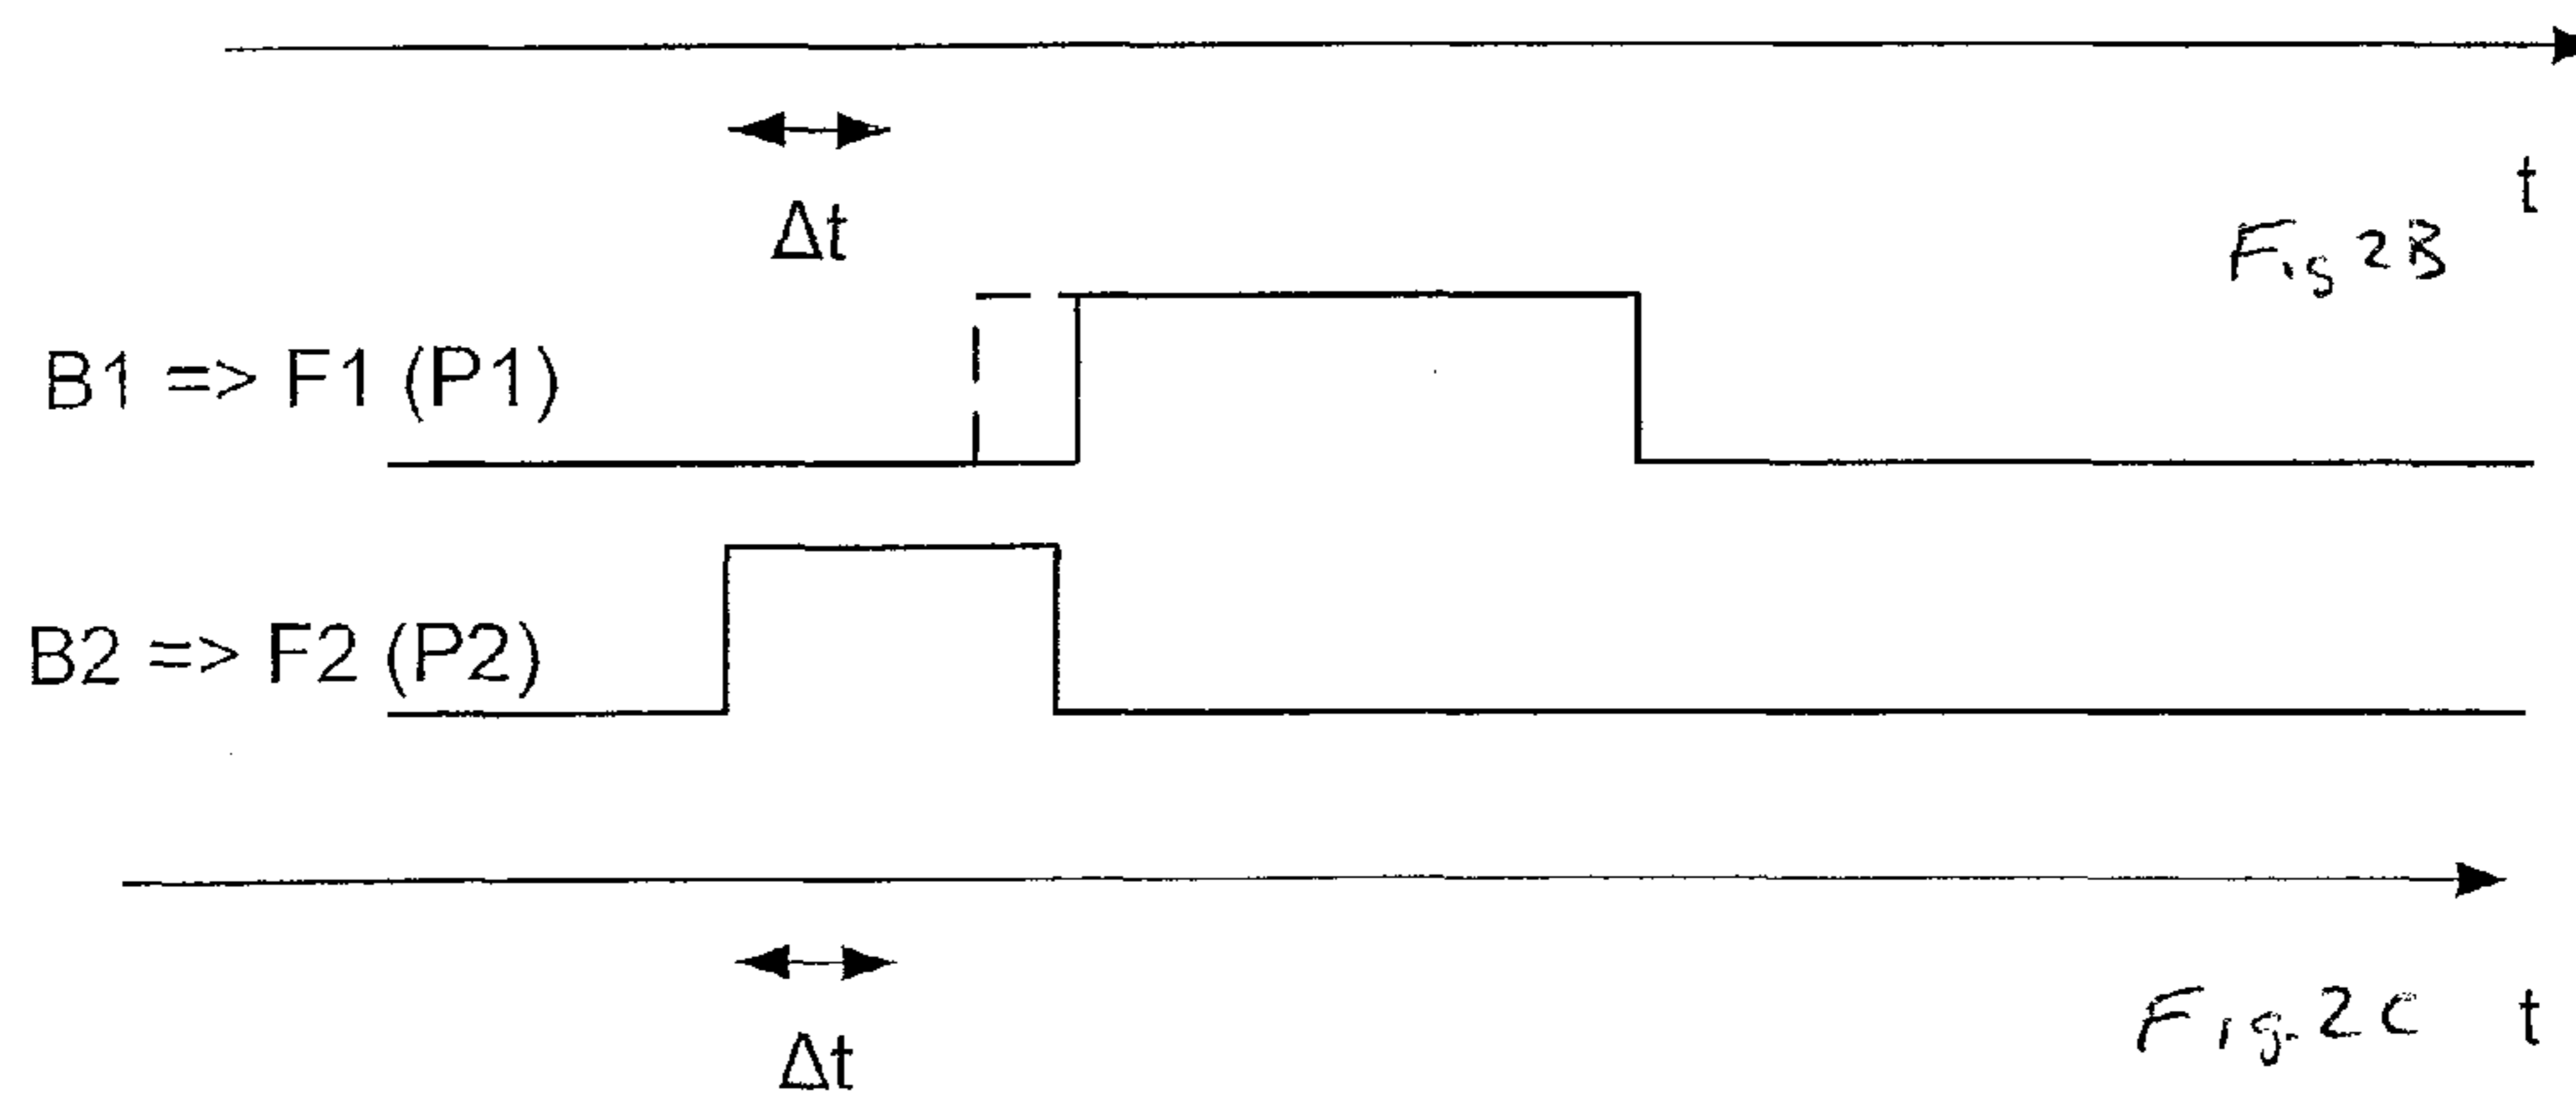 Δt
t
Fig 2B
B1 => F1 (P1)
B2 => F2 (P2)
Δt
Fig. 2C
t